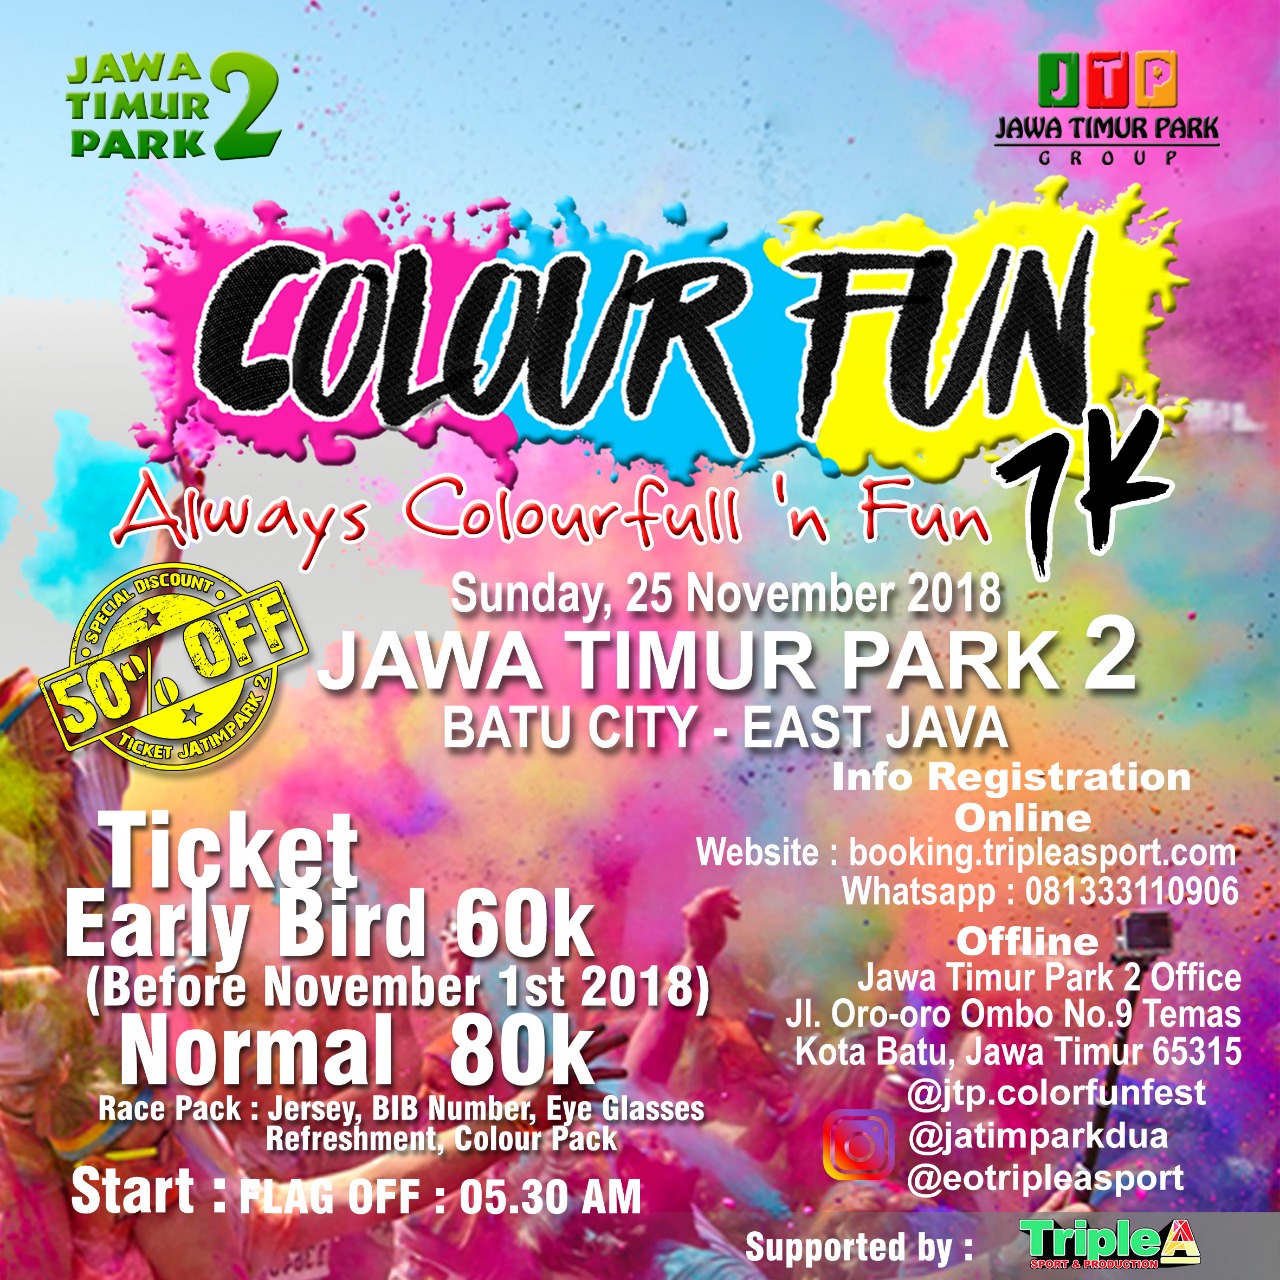 JAWA
TIMUR
PARK 2
JTP
JAWA TIMUR PARK
GROUP
COLOUR FUN
7K
Always Colourfull 'n Fun
Sunday, 25 November 2018
JAWA TIMUR PARK 2
BATU CITY - EAST JAVA
SPECIAL DISCOUNT
50% OFF
TICKET JATIMPARK 2
Info Registration
Online
Website : booking.tripleasport.com
Whatsapp : 081333110906
Offline
Jawa Timur Park 2 Office
Jl. Oro-oro Ombo No.9 Temas
Kota Batu, Jawa Timur 65315
@jtp.colorfunfest
@jatimparkdua
@eotripleasport
Ticket
Early Bird 60k
(Before November 1st 2018)
Normal 80k
Race Pack : Jersey, BIB Number, Eye Glasses
Refreshment, Colour Pack
Start : FLAG OFF : 05.30 AM
Supported by :
Triple A
SPORT & PRODUCTION